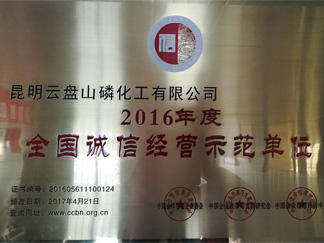 昆明云盘山磷化工有限公司
2016年度
全国诚信经营示范单位
证书编号：201605611100124
颁发日期：2017年4月21日
查询网址：www.ccbn.org.cn